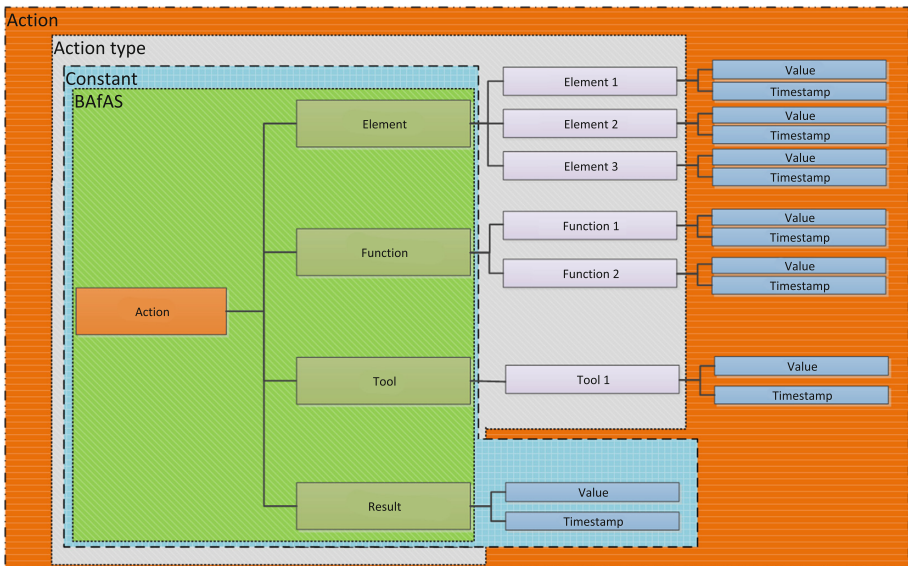 Action
Action type
Constant
BAfAS
Action
Element
Function
Tool
Result
Element 1
Element 2
Element 3
Function 1
Function 2
Tool 1
Value
Timestamp
Value
Timestamp
Value
Timestamp
Value
Timestamp
Value
Timestamp
Value
Timestamp
Value
Timestamp